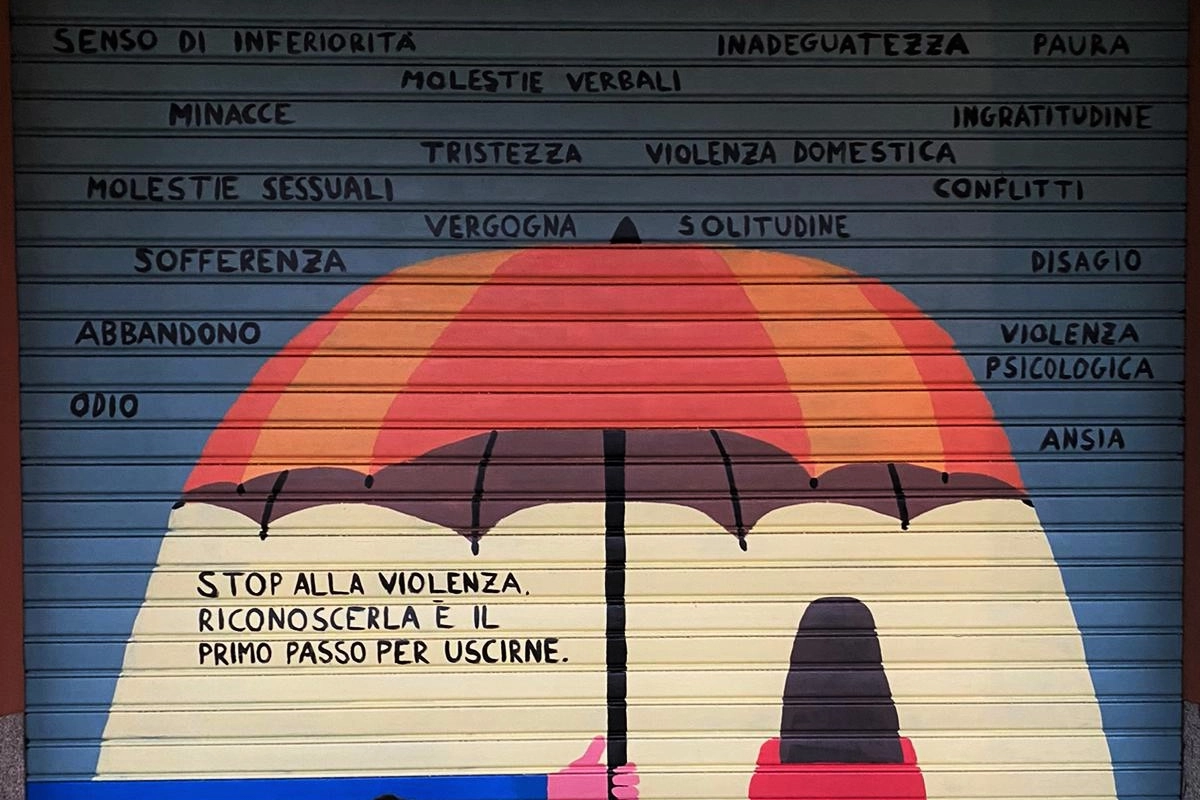 SENSO DI INFERIORITÀ
INADEGUATEZZA
PAURA
MOLESTIE VERBALI
MINACCE
INGRATITUDINE
TRISTEZZA
VIOLENZA DOMESTICA
MOLESTIE SESSUALI
CONFLITTI
VERGOGNA
SOLITUDINE
SOFFERENZA
DISAGIO
ABBANDONO
VIOLENZA
PSICOLOGICA
ODIO
ANSIA
STOP ALLA VIOLENZA.
RICONOSCERLA È IL
PRIMO PASSO PER USCIRNE.